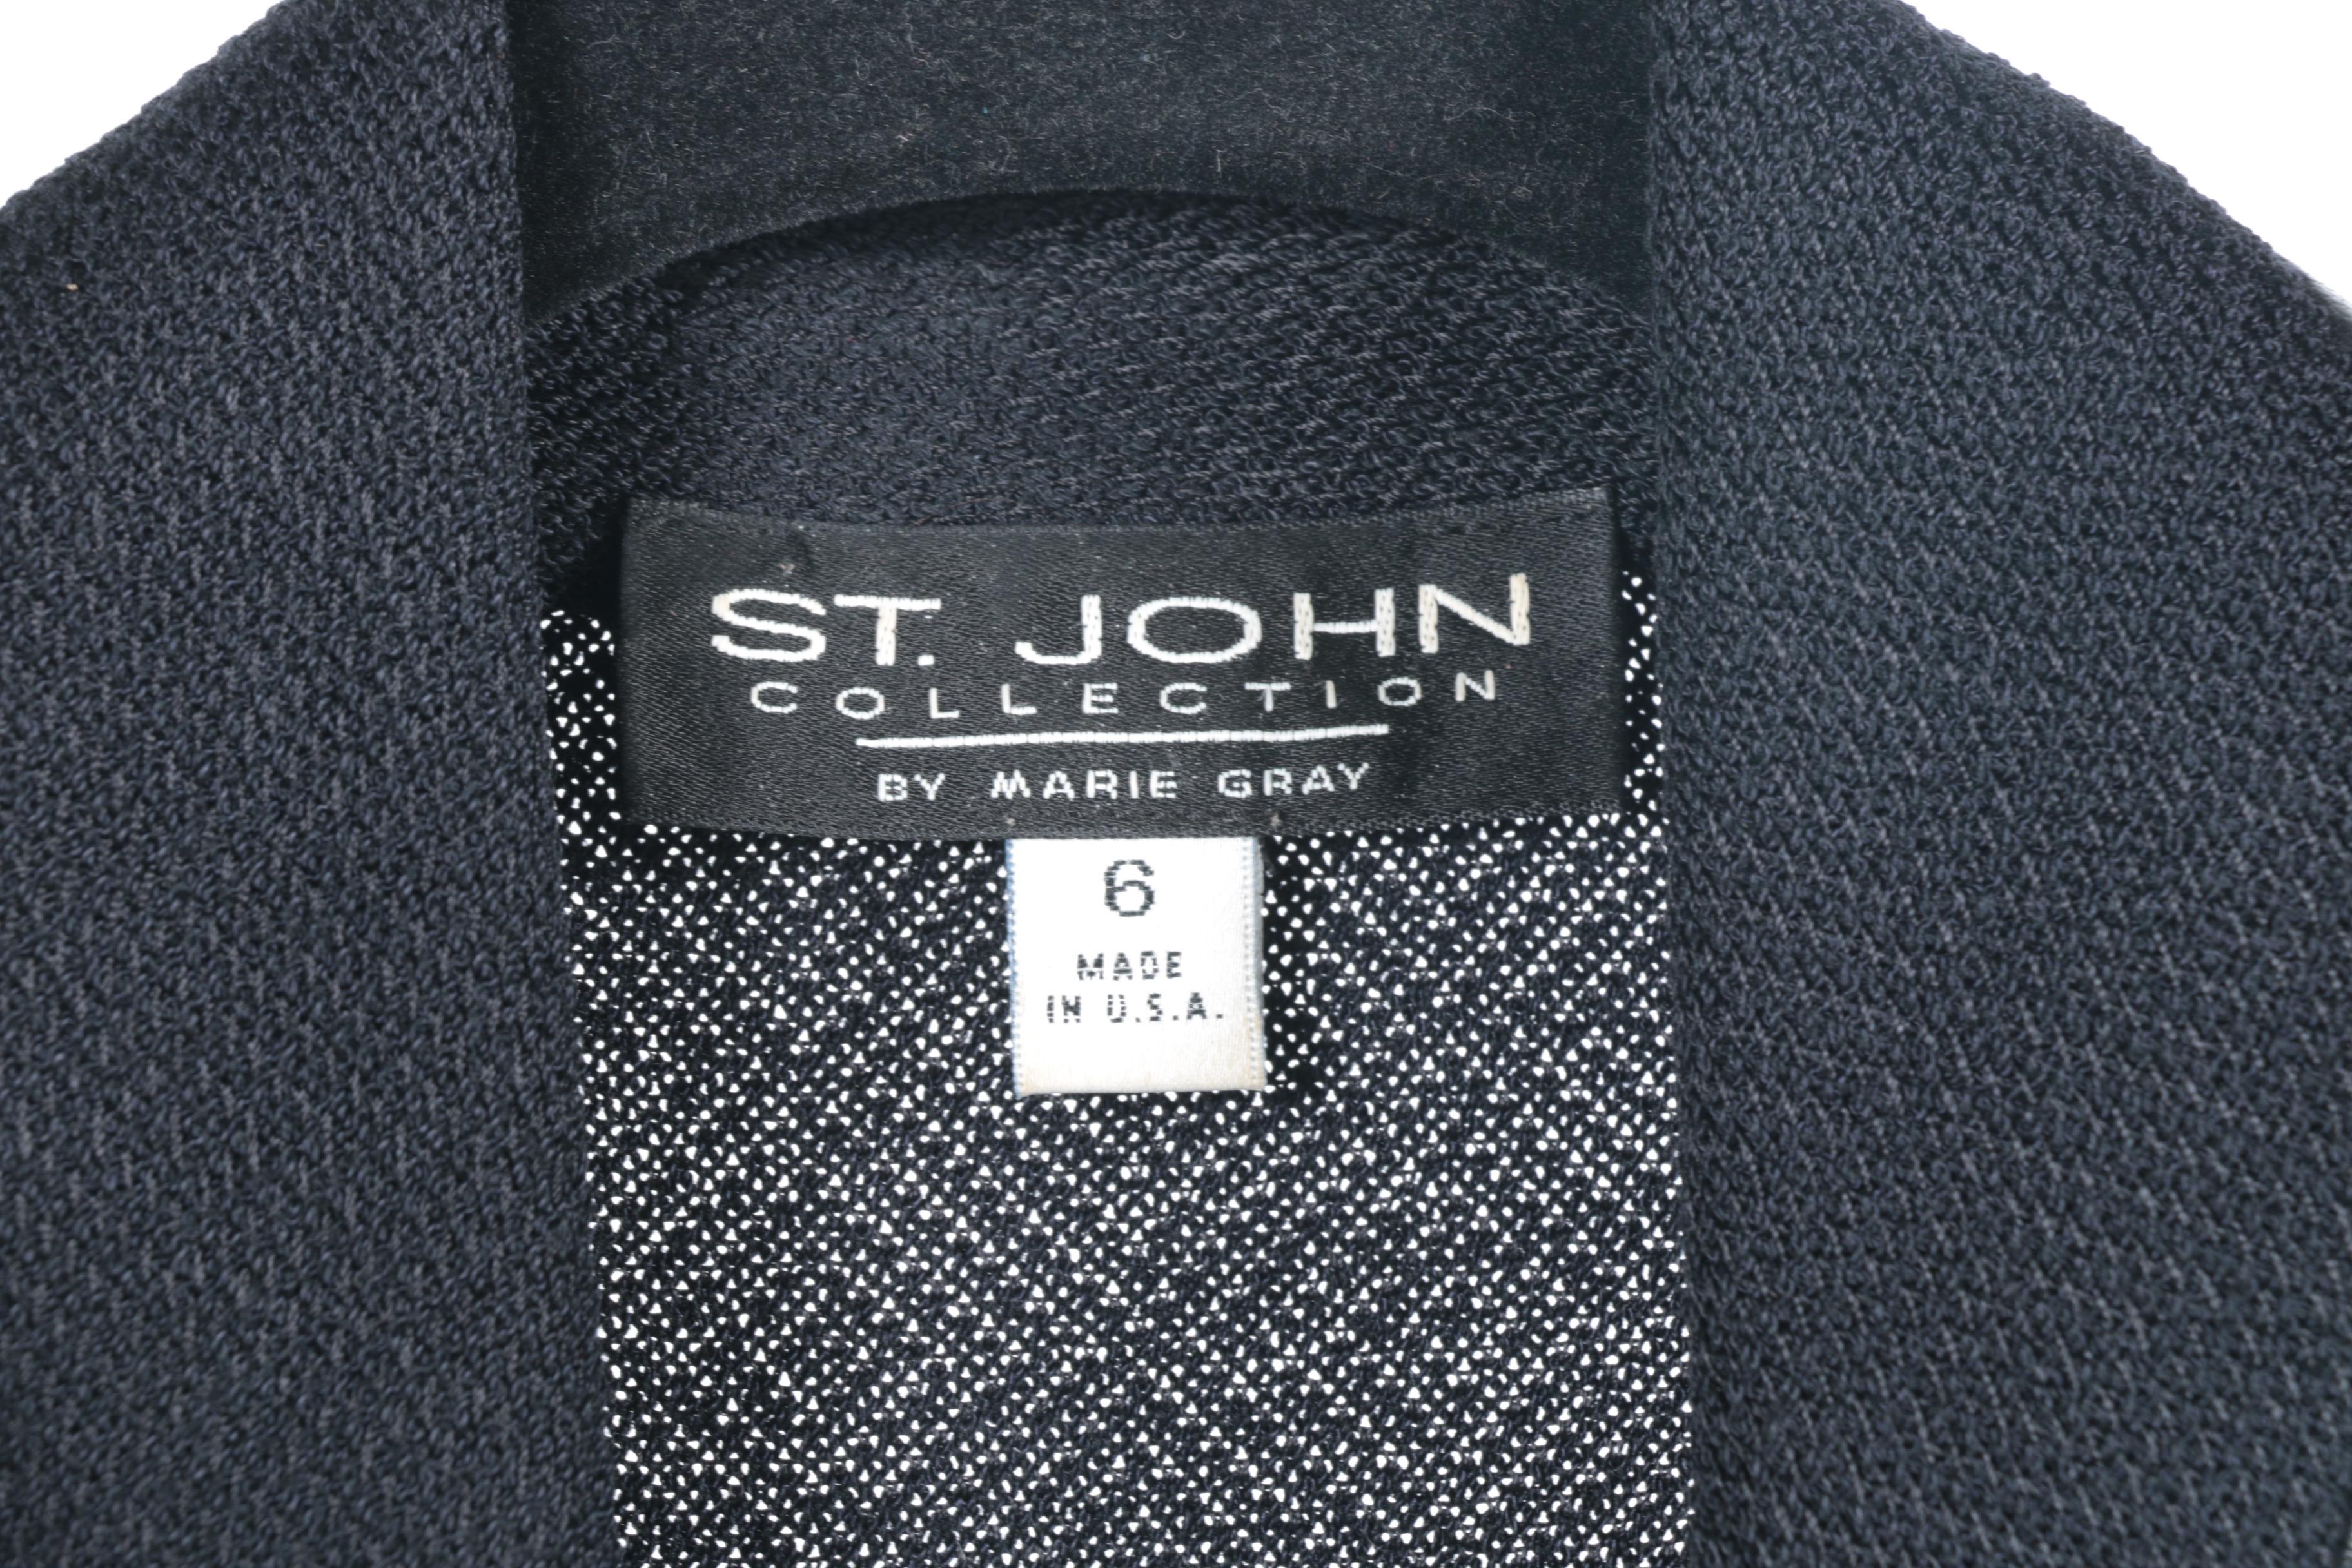 ST. JOHN
COLLECTION
BY MARIE GRAY
6
MADE
IN U.S.A.